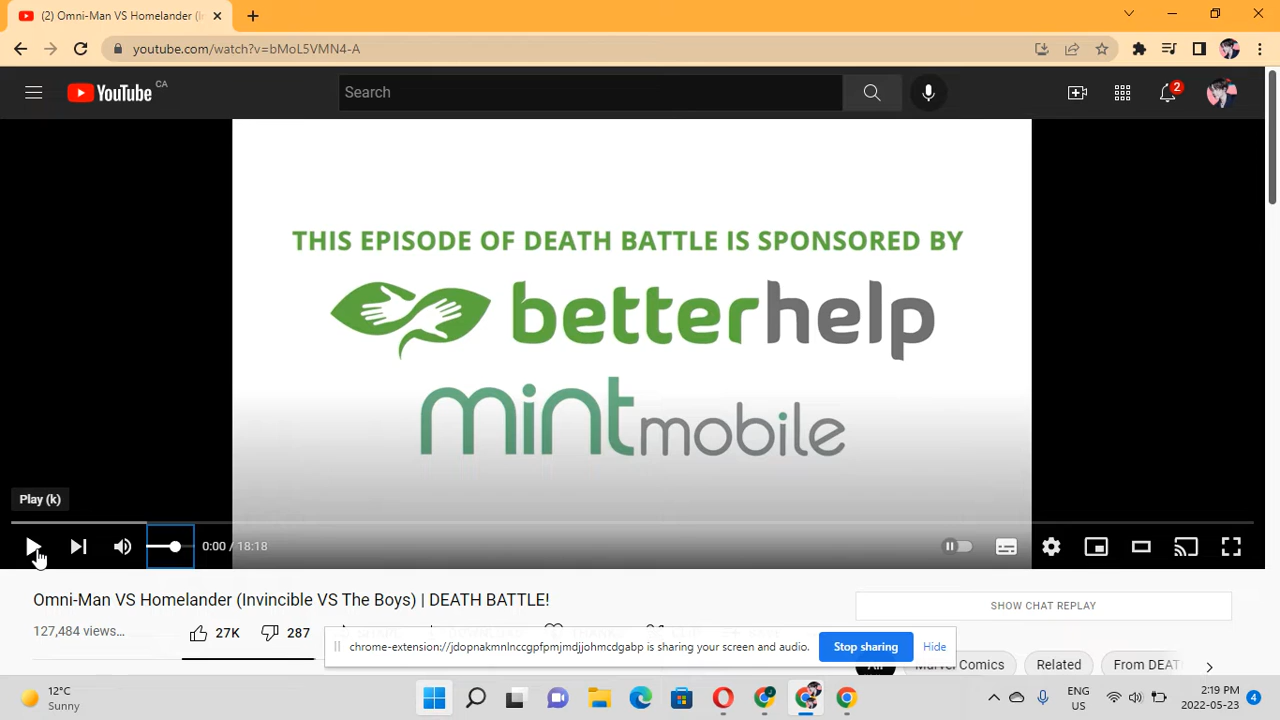 (2) Omni-Man VS Homelander (I
youtube.com/watch?v=bMoL5VMN4-A
YouTube CA
Search
2
THIS EPISODE OF DEATH BATTLE IS SPONSORED BY
betterhelp
mintmobile
Play (k)
0:00 / 18:18
Omni-Man VS Homelander (Invincible VS The Boys) | DEATH BATTLE!
127,484 views...
27K
287
SHOW CHAT REPLAY
chrome-extension://jdopnakmnlnccgpfpmjmdjjohmcdgabp is sharing your screen and audio.
Stop sharing
Hide
All
Marvel Comics
Related
From DEAT
12°C
Sunny
ENG
US
2:19 PM
2022-05-23
4